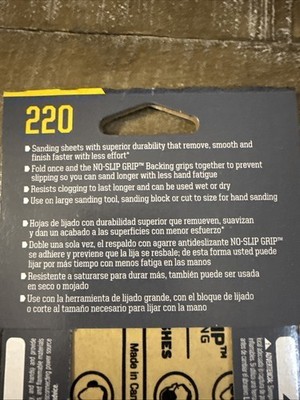 220
Sanding sheets with superior durability that remove, smooth and
finish faster with less effort*
Fold once and the NO-SLIP GRIP™ Backing grips together to prevent
slipping so you can sand longer with less hand fatigue
Resists clogging to last longer and can be used wet or dry
Use on large sanding tool, sanding block or cut to size for hand sanding
Hojas de lijado con durabilidad superior que remueven, suavizan
y dan un acabado a las superficies con menor esfuerzo*
Doble una sola vez, el respaldo con agarre antideslizante NO-SLIP GRIP™
se adhiere y previene que la lija se resbale; de esta forma usted puede
lijar por más tiempo con menos fatiga en las manos
Resistente a saturarse para durar más, también puede ser usada
en seco o mojado
Use con la herramienta de lijado grande, con el bloque de lijado
o corte al tamaño necesario para lijar con la mano
Made in Can